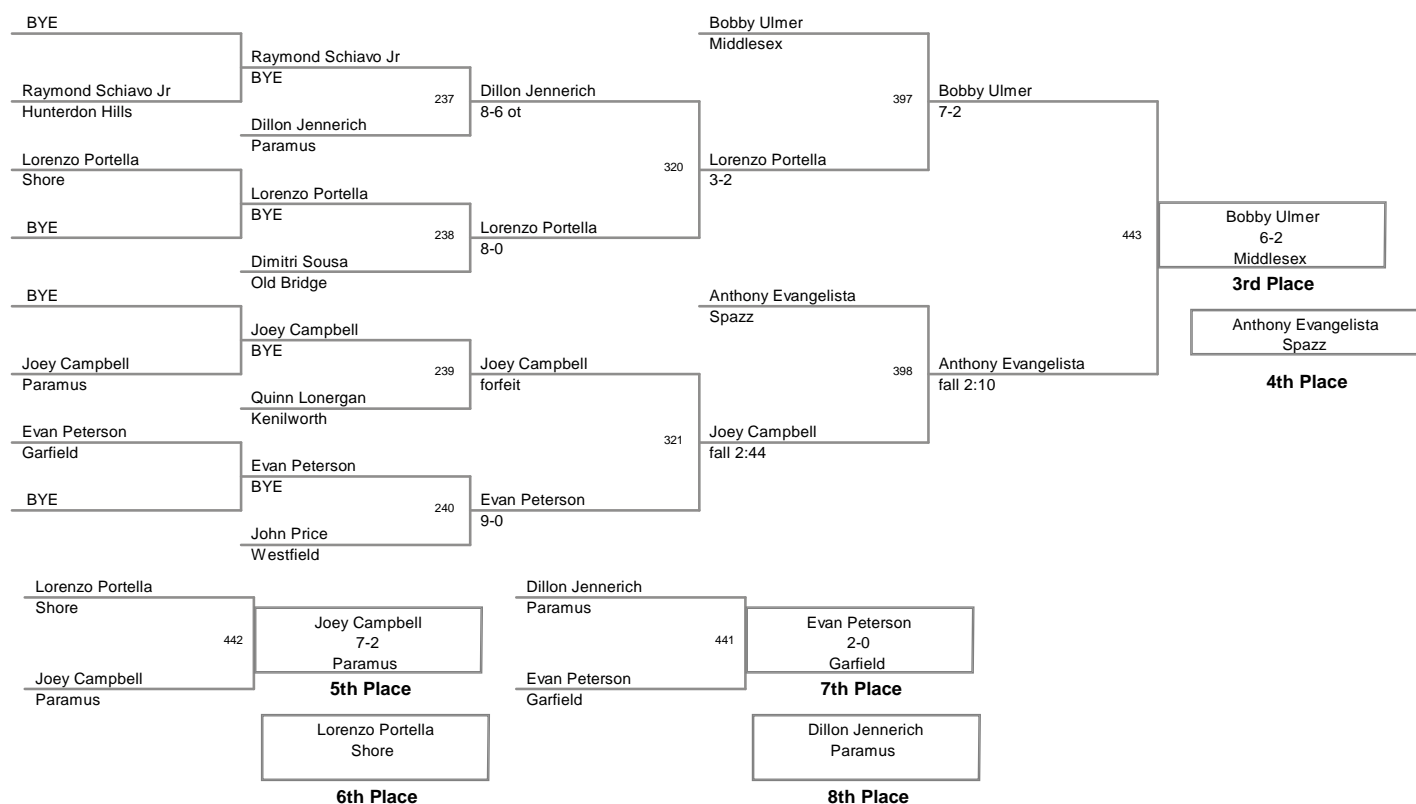 BYE
Raymond Schiavo Jr
Hunterdon Hills
Lorenzo Portella
Shore
BYE
BYE
Joey Campbell
Paramus
Evan Peterson
Garfield
BYE
Raymond Schiavo Jr
BYE
237
Dillon Jennerich
Paramus
Lorenzo Portella
BYE
238
Dimitri Sousa
Old Bridge
Joey Campbell
BYE
239
Quinn Lonergan
Kenilworth
Evan Peterson
BYE
240
John Price
Westfield
Dillon Jennerich
8-6 ot
320
Lorenzo Portella
8-0
Joey Campbell
forfeit
321
Evan Peterson
9-0
Bobby Ulmer
Middlesex
397
Lorenzo Portella
3-2
Anthony Evangelista
Spazz
398
Joey Campbell
fall 2:44
Bobby Ulmer
7-2
443
Anthony Evangelista
fall 2:10
Bobby Ulmer
6-2
Middlesex
3rd Place
Anthony Evangelista
Spazz
4th Place
Lorenzo Portella
Shore
442
Joey Campbell
Paramus
Joey Campbell
7-2
Paramus
5th Place
Lorenzo Portella
Shore
6th Place
Dillon Jennerich
Paramus
441
Evan Peterson
Garfield
Evan Peterson
2-0
Garfield
7th Place
Dillon Jennerich
Paramus
8th Place